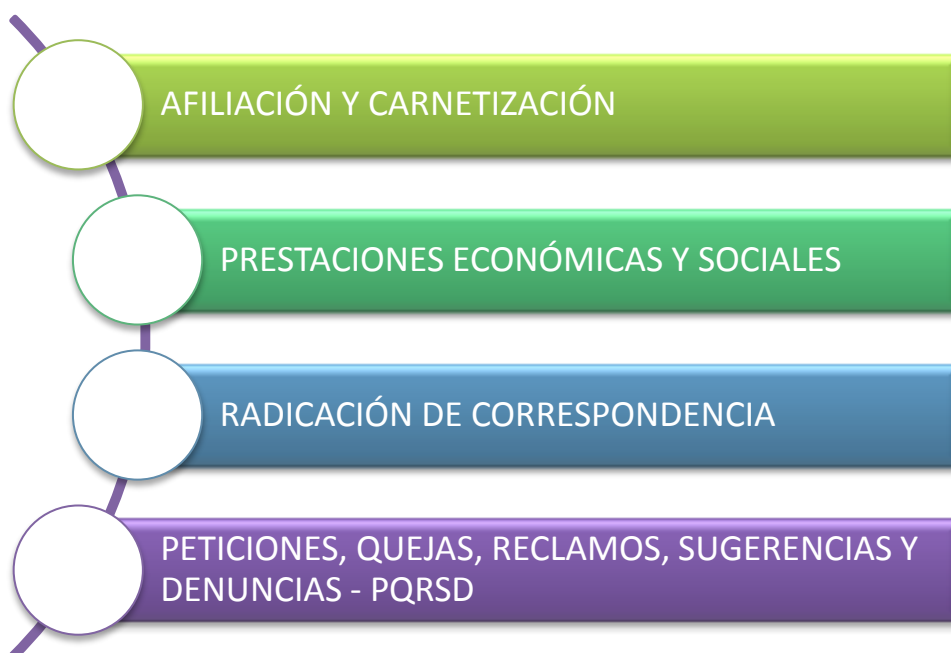 AFILIACIÓN Y CARNETIZACIÓN
PRESTACIONES ECONÓMICAS Y SOCIALES
RADICACIÓN DE CORRESPONDENCIA
PETICIONES, QUEJAS, RECLAMOS, SUGERENCIAS Y
DENUNCIAS - PQRSD